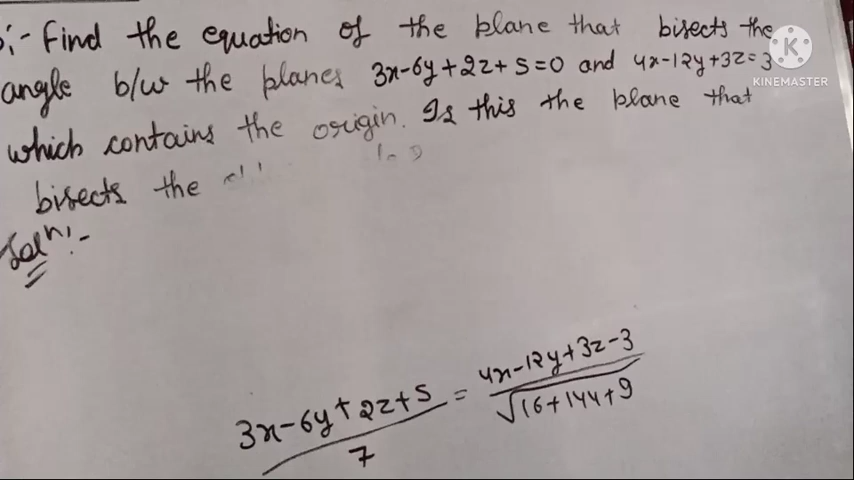 :- Find the equation of the plane that bisects the
angle b/w the planes 3x-6y+2z+5=0 and 4x-12y+3z=3
which contains the origin. Is this the plane that
bisects the
Solⁿ:-
3x-6y+2z+5 / 7 = 4x-12y+3z-3 / √16+144+9
K
KINEMASTER